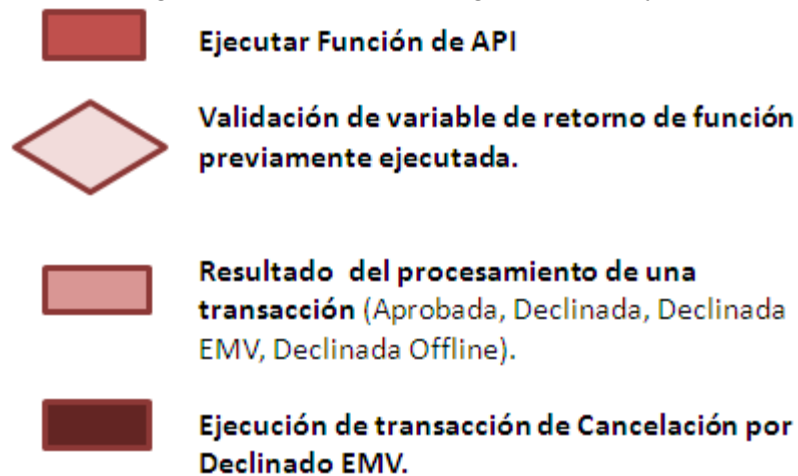 Ejecutar Función de API
Validación de variable de retorno de función
previamente ejecutada.
Resultado del procesamiento de una
transacción (Aprobada, Declinada, Declinada
EMV, Declinada Offline).
Ejecución de transacción de Cancelación por
Declinado EMV.